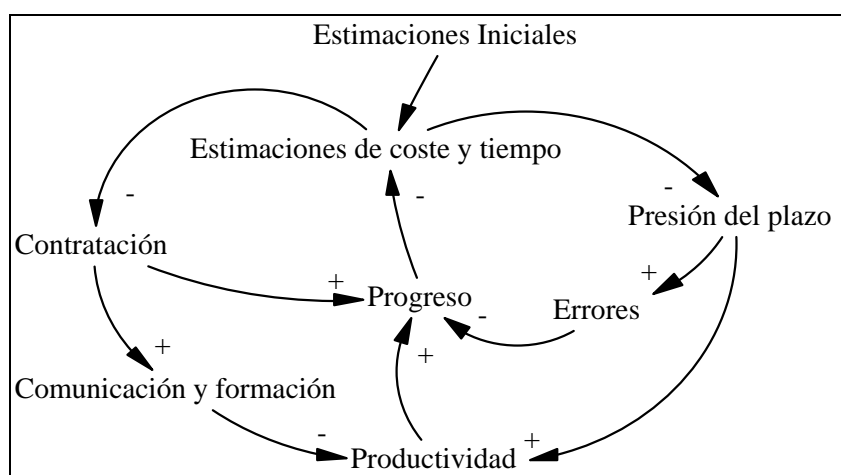 Estimaciones Iniciales
Estimaciones de coste y tiempo
-
-
-
Presión del plazo
Contratación
+
+
Progreso
-
Errores
+
+
Comunicación y formación
-
+
Productividad